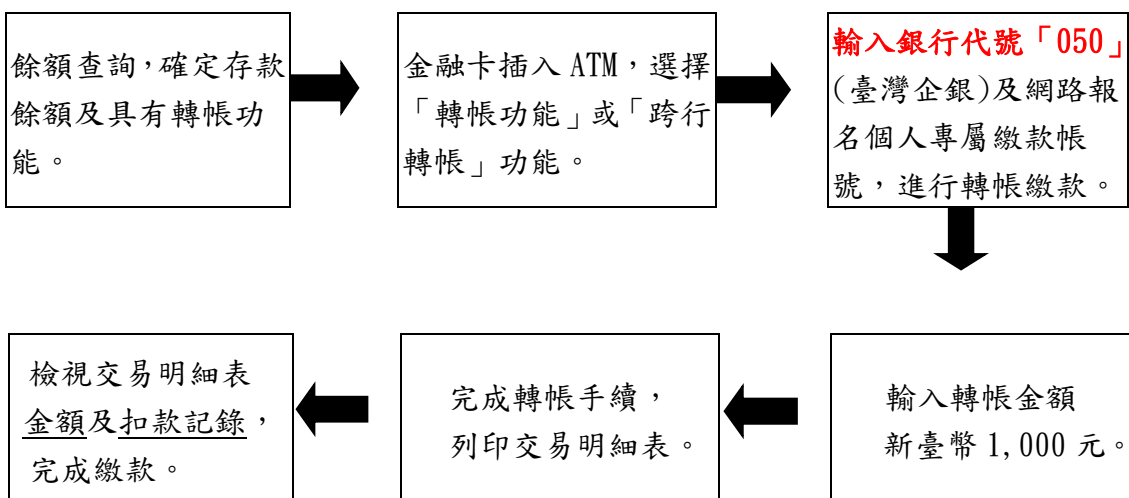 餘額查詢，確定存款
餘額及具有轉帳功
能。
金融卡插入 ATM，選擇
「轉帳功能」或「跨行
轉帳」功能。
輸入銀行代號「050」
(臺灣企銀)及網路報
名個人專屬繳款帳
號，進行轉帳繳款。
輸入轉帳金額
新臺幣 1,000 元。
完成轉帳手續，
列印交易明細表。
檢視交易明細表
金額及扣款記錄，
完成繳款。